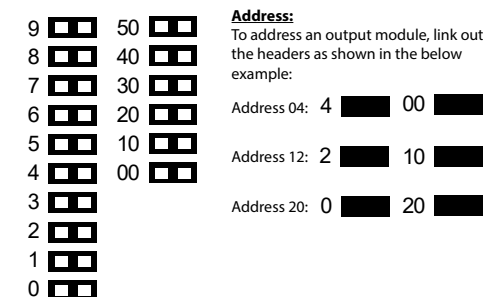 9
8
7
6
5
4
3
2
1
0
50
40
30
20
10
00
Address:
To address an output module, link out
the headers as shown in the below
example:
Address 04: 4 00
Address 12: 2 10
Address 20: 0 20